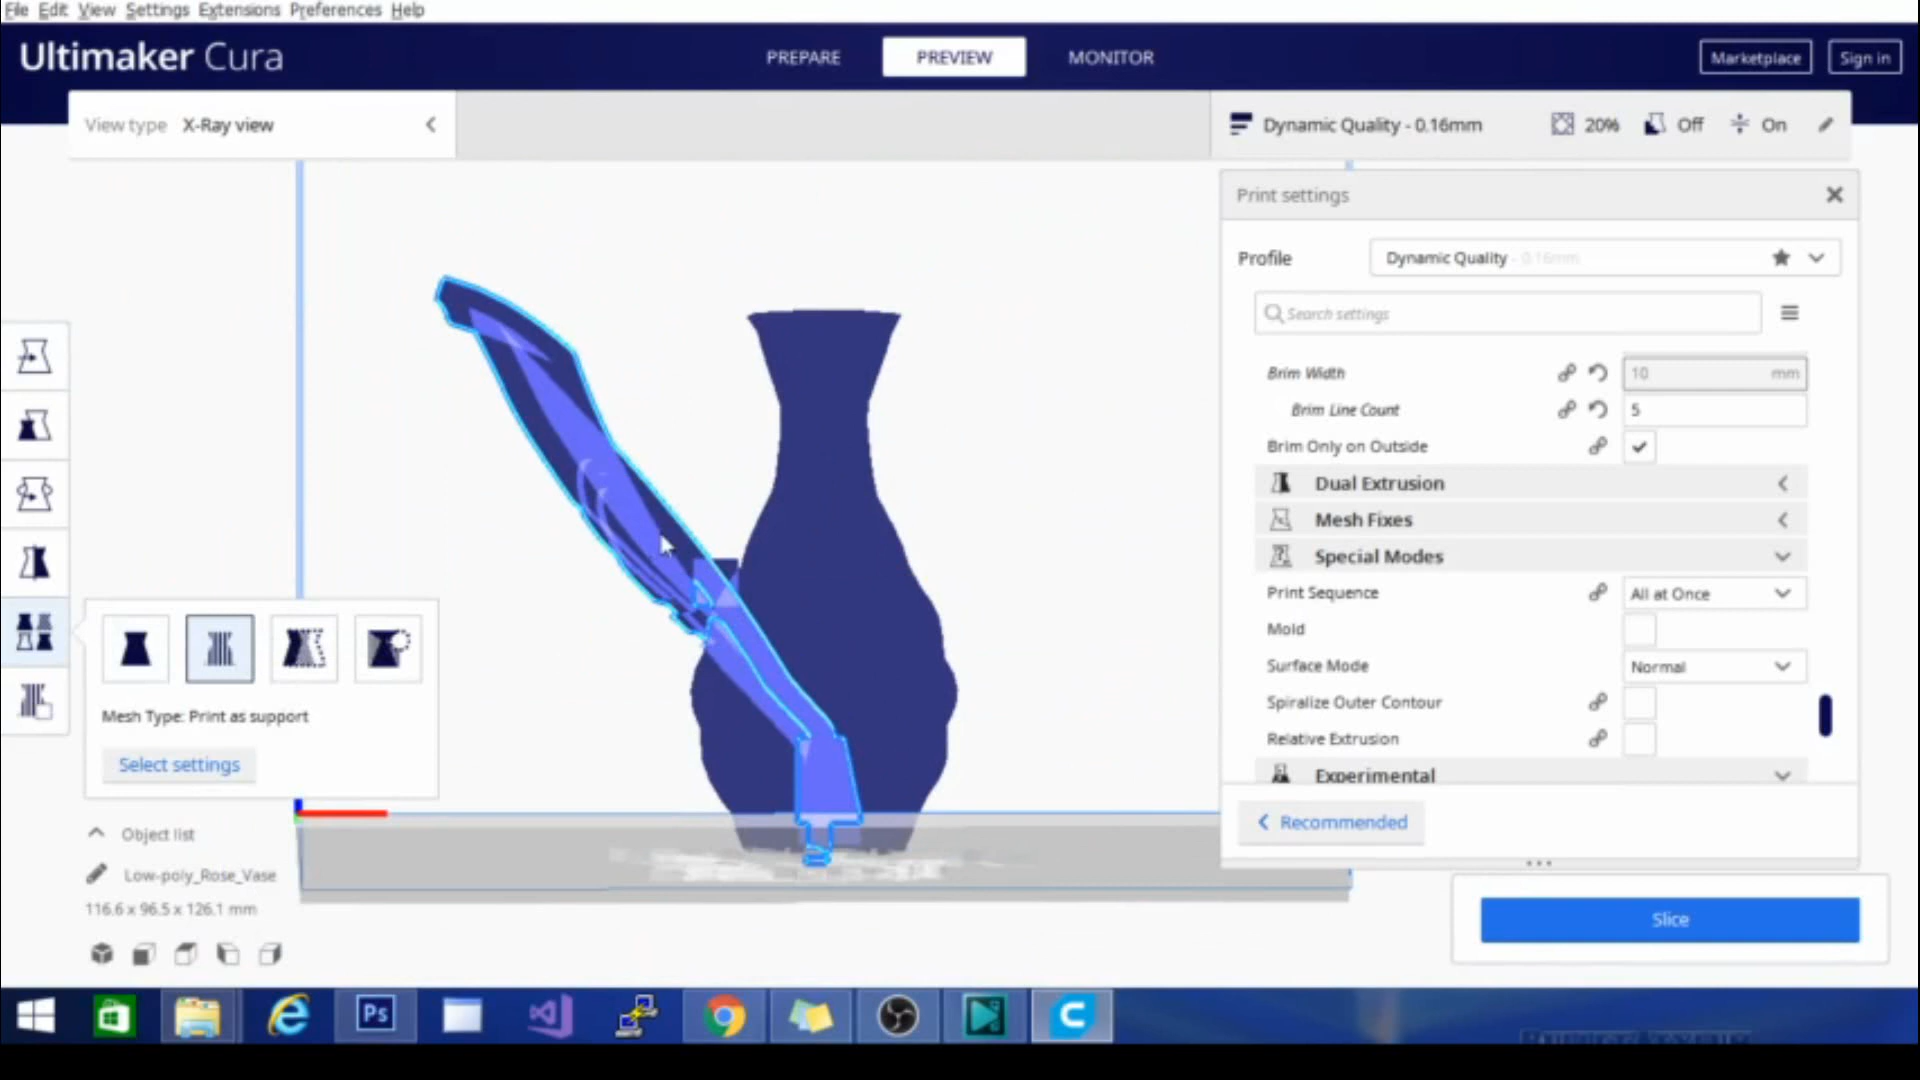 File Edit View Settings Extensions Preferences Help
Ultimaker Cura
PREPARE
PREVIEW
MONITOR
Marketplace
Sign in
View type X-Ray view
Dynamic Quality - 0.16mm
20%
Off
On
Print settings
Profile
Dynamic Quality - 0.16mm
Search settings
Brim Width
10 mm
Brim Line Count
5
Brim Only on Outside
Dual Extrusion
Mesh Fixes
Special Modes
Print Sequence
All at Once
Mold
Surface Mode
Normal
Spiralize Outer Contour
Relative Extrusion
Experimental
Recommended
Mesh Type: Print as support
Select settings
Object list
Low-poly_Rose_Vase
116.6 x 96.5 x 126.1 mm
Slice
Ps